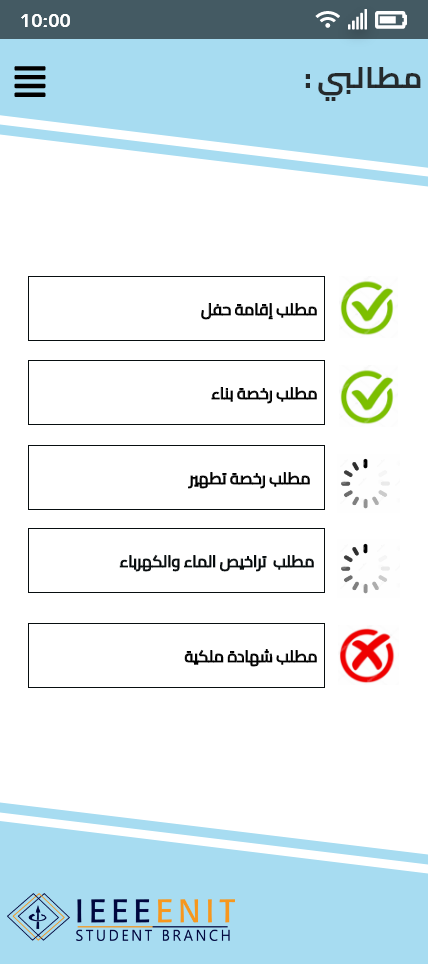 10:00
مطالبي :
مطلب إقامة حفل
مطلب رخصة بناء
مطلب رخصة تطهير
مطلب تراخيص الماء والكهرباء
مطلب شهادة ملكية
IEEE ENIT
STUDENT BRANCH